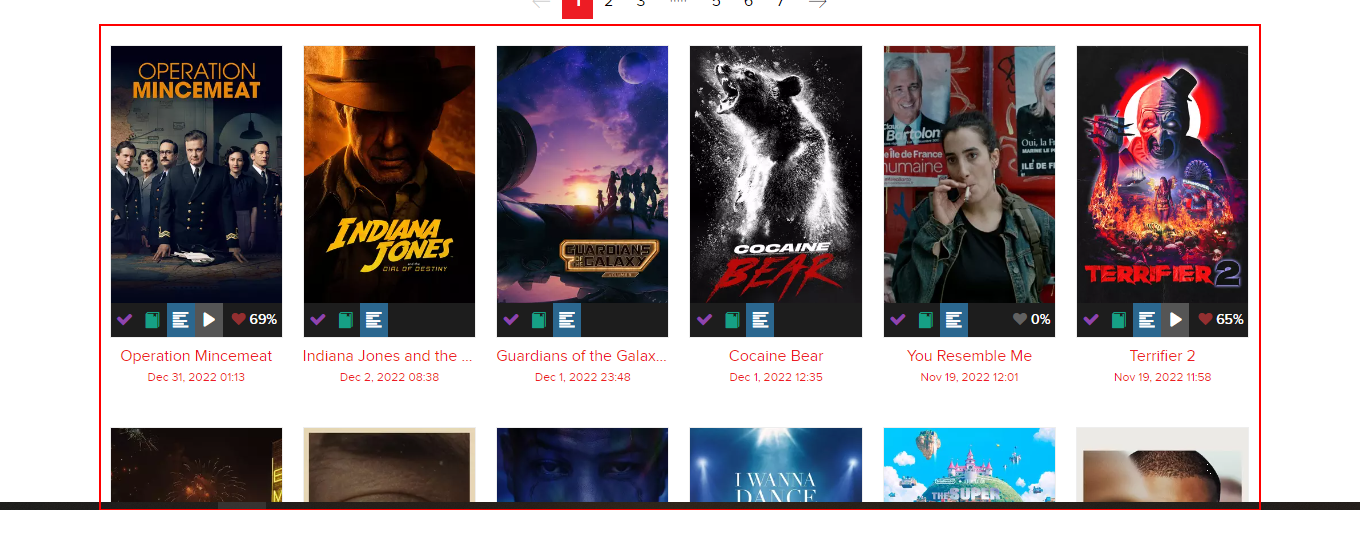 1 2 3 ..... 5 6 7
OPERATION
MINCEMEAT
INDIANA
JONES
and the
DIAL OF DESTINY
GUARDIANS
OF THE
GALAXY
COCAINE
BEAR
Bartolon
Île de France
humaine
Oui, la Fr
MARINE LE P
ILE DE F
TERRIFIER 2
69%
0%
65%
Operation Mincemeat
Indiana Jones and the ...
Guardians of the Galax...
Cocaine Bear
You Resemble Me
Terrifier 2
Dec 31, 2022 01:13
Dec 2, 2022 08:38
Dec 1, 2022 23:48
Dec 1, 2022 12:35
Nov 19, 2022 12:01
Nov 19, 2022 11:58
I WANNA
DANCE
THE SUPER